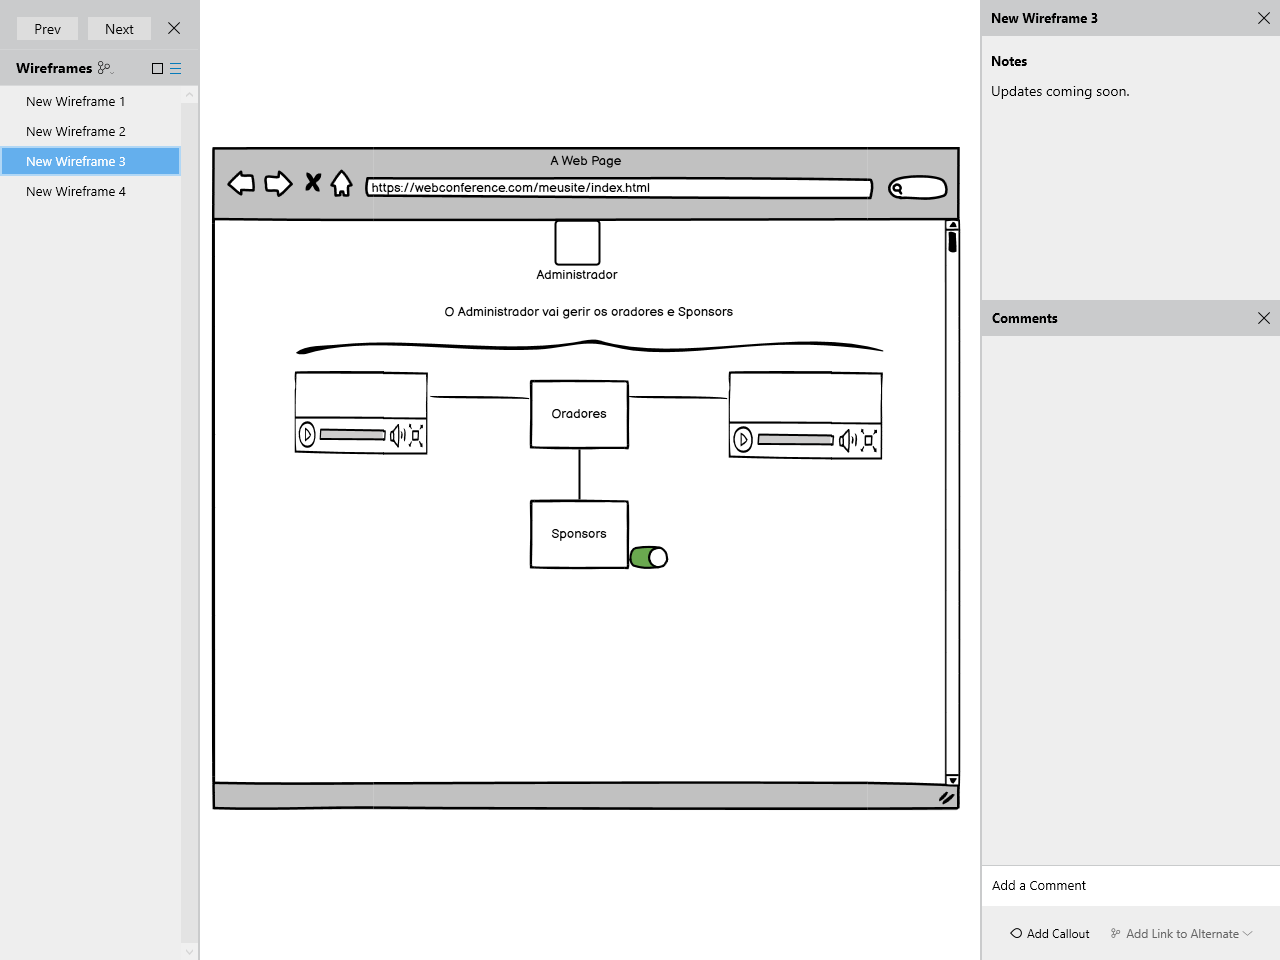 Prev
Next
Wireframes
New Wireframe 1
New Wireframe 2
New Wireframe 3
New Wireframe 4
A Web Page
https://webconference.com/meusite/index.html
Administrador
O Administrador vai gerir os oradores e Sponsors
Oradores
Sponsors
New Wireframe 3
Notes
Updates coming soon.
Comments
Add a Comment
Add Callout
Add Link to Alternate